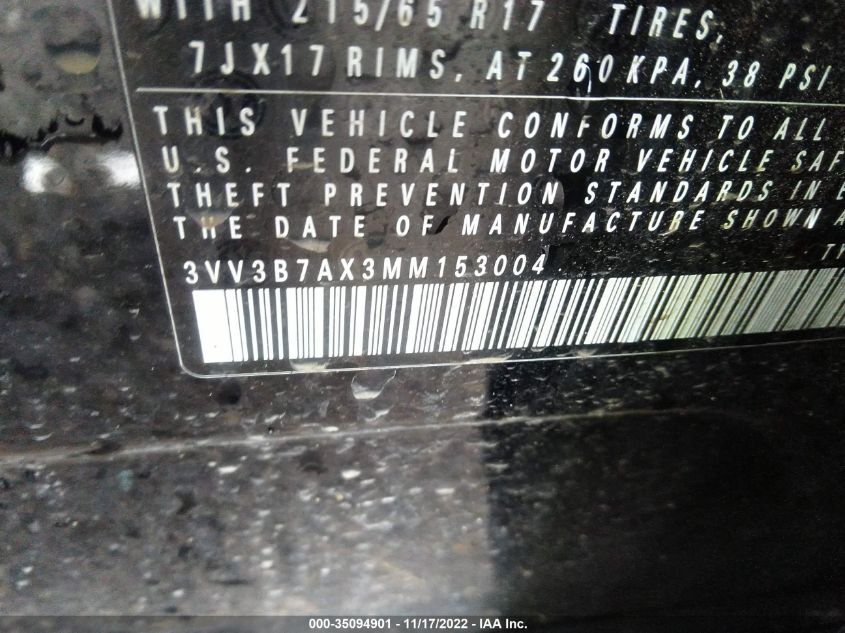 WITH 215/65 R17 TIRES,
7JX17 RIMS, AT 260 KPA, 38 PSI
THIS VEHICLE CONFORMS TO ALL
U.S. FEDERAL MOTOR VEHICLE SAF
THEFT PREVENTION STANDARDS IN E
THE DATE OF MANUFACTURE SHOWN A
TY
3VV3B7AX3MM153004
000-35094901 - 11/17/2022 - IAA Inc.